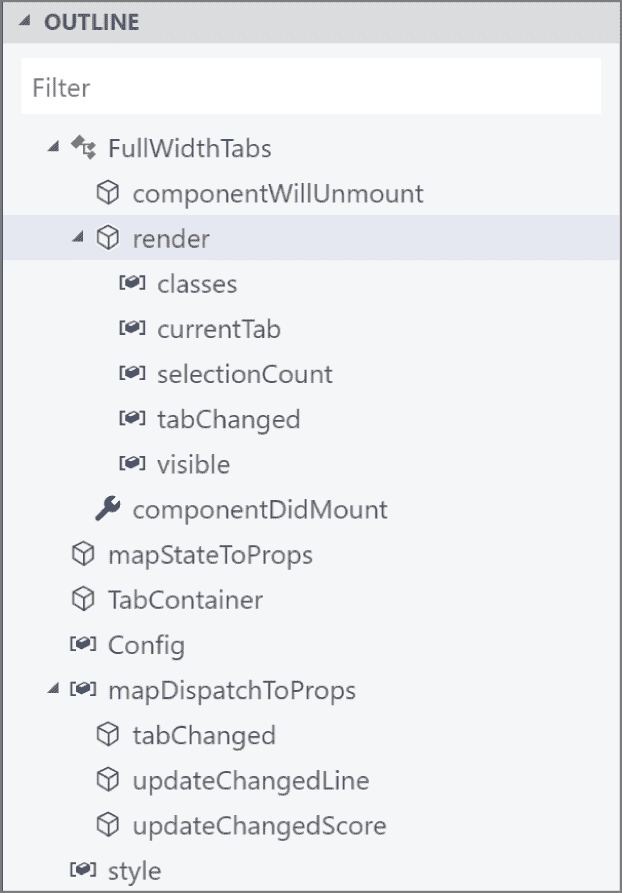 OUTLINE
Filter
FullWidthTabs
componentWillUnmount
render
classes
currentTab
selectionCount
tabChanged
visible
componentDidMount
mapStateToProps
TabContainer
Config
mapDispatchToProps
tabChanged
updateChangedLine
updateChangedScore
style